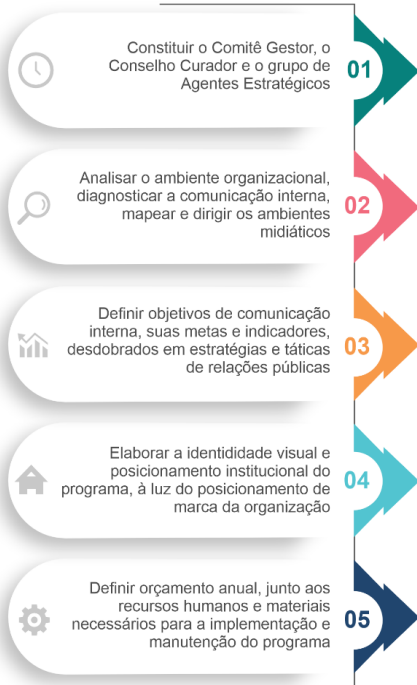 Constituir o Comitê Gestor, o
Conselho Curador e o grupo de
Agentes Estratégicos
01
Analisar o ambiente organizacional,
diagnosticar a comunicação interna,
mapear e dirigir os ambientes
midiáticos
02
Definir objetivos de comunicação
interna, suas metas e indicadores,
desdobrados em estratégias e táticas
de relações públicas
03
Elaborar a identididade visual e
posicionamento institucional do
programa, à luz do posicionamento de
marca da organização
04
Definir orçamento anual, junto aos
recursos humanos e materiais
necessários para a implementação e
manutenção do programa
05